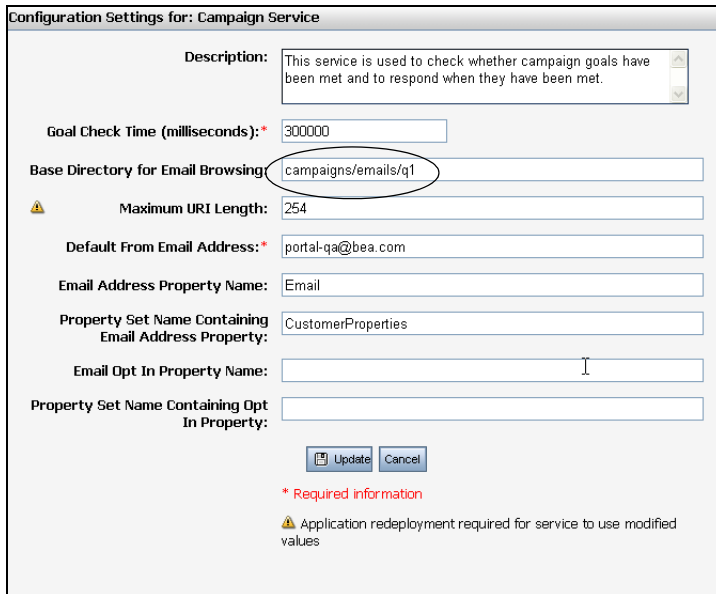 Configuration Settings for: Campaign Service
Description:
This service is used to check whether campaign goals have
been met and to respond when they have been met.
Goal Check Time (milliseconds):*
300000
Base Directory for Email Browsing:
campaigns/emails/q1
Maximum URI Length:
254
Default From Email Address:*
portal-qa@bea.com
Email Address Property Name:
Email
Property Set Name Containing
Email Address Property:
CustomerProperties
Email Opt In Property Name:
Property Set Name Containing Opt
In Property:
Update
Cancel
* Required information
Application redeployment required for service to use modified
values